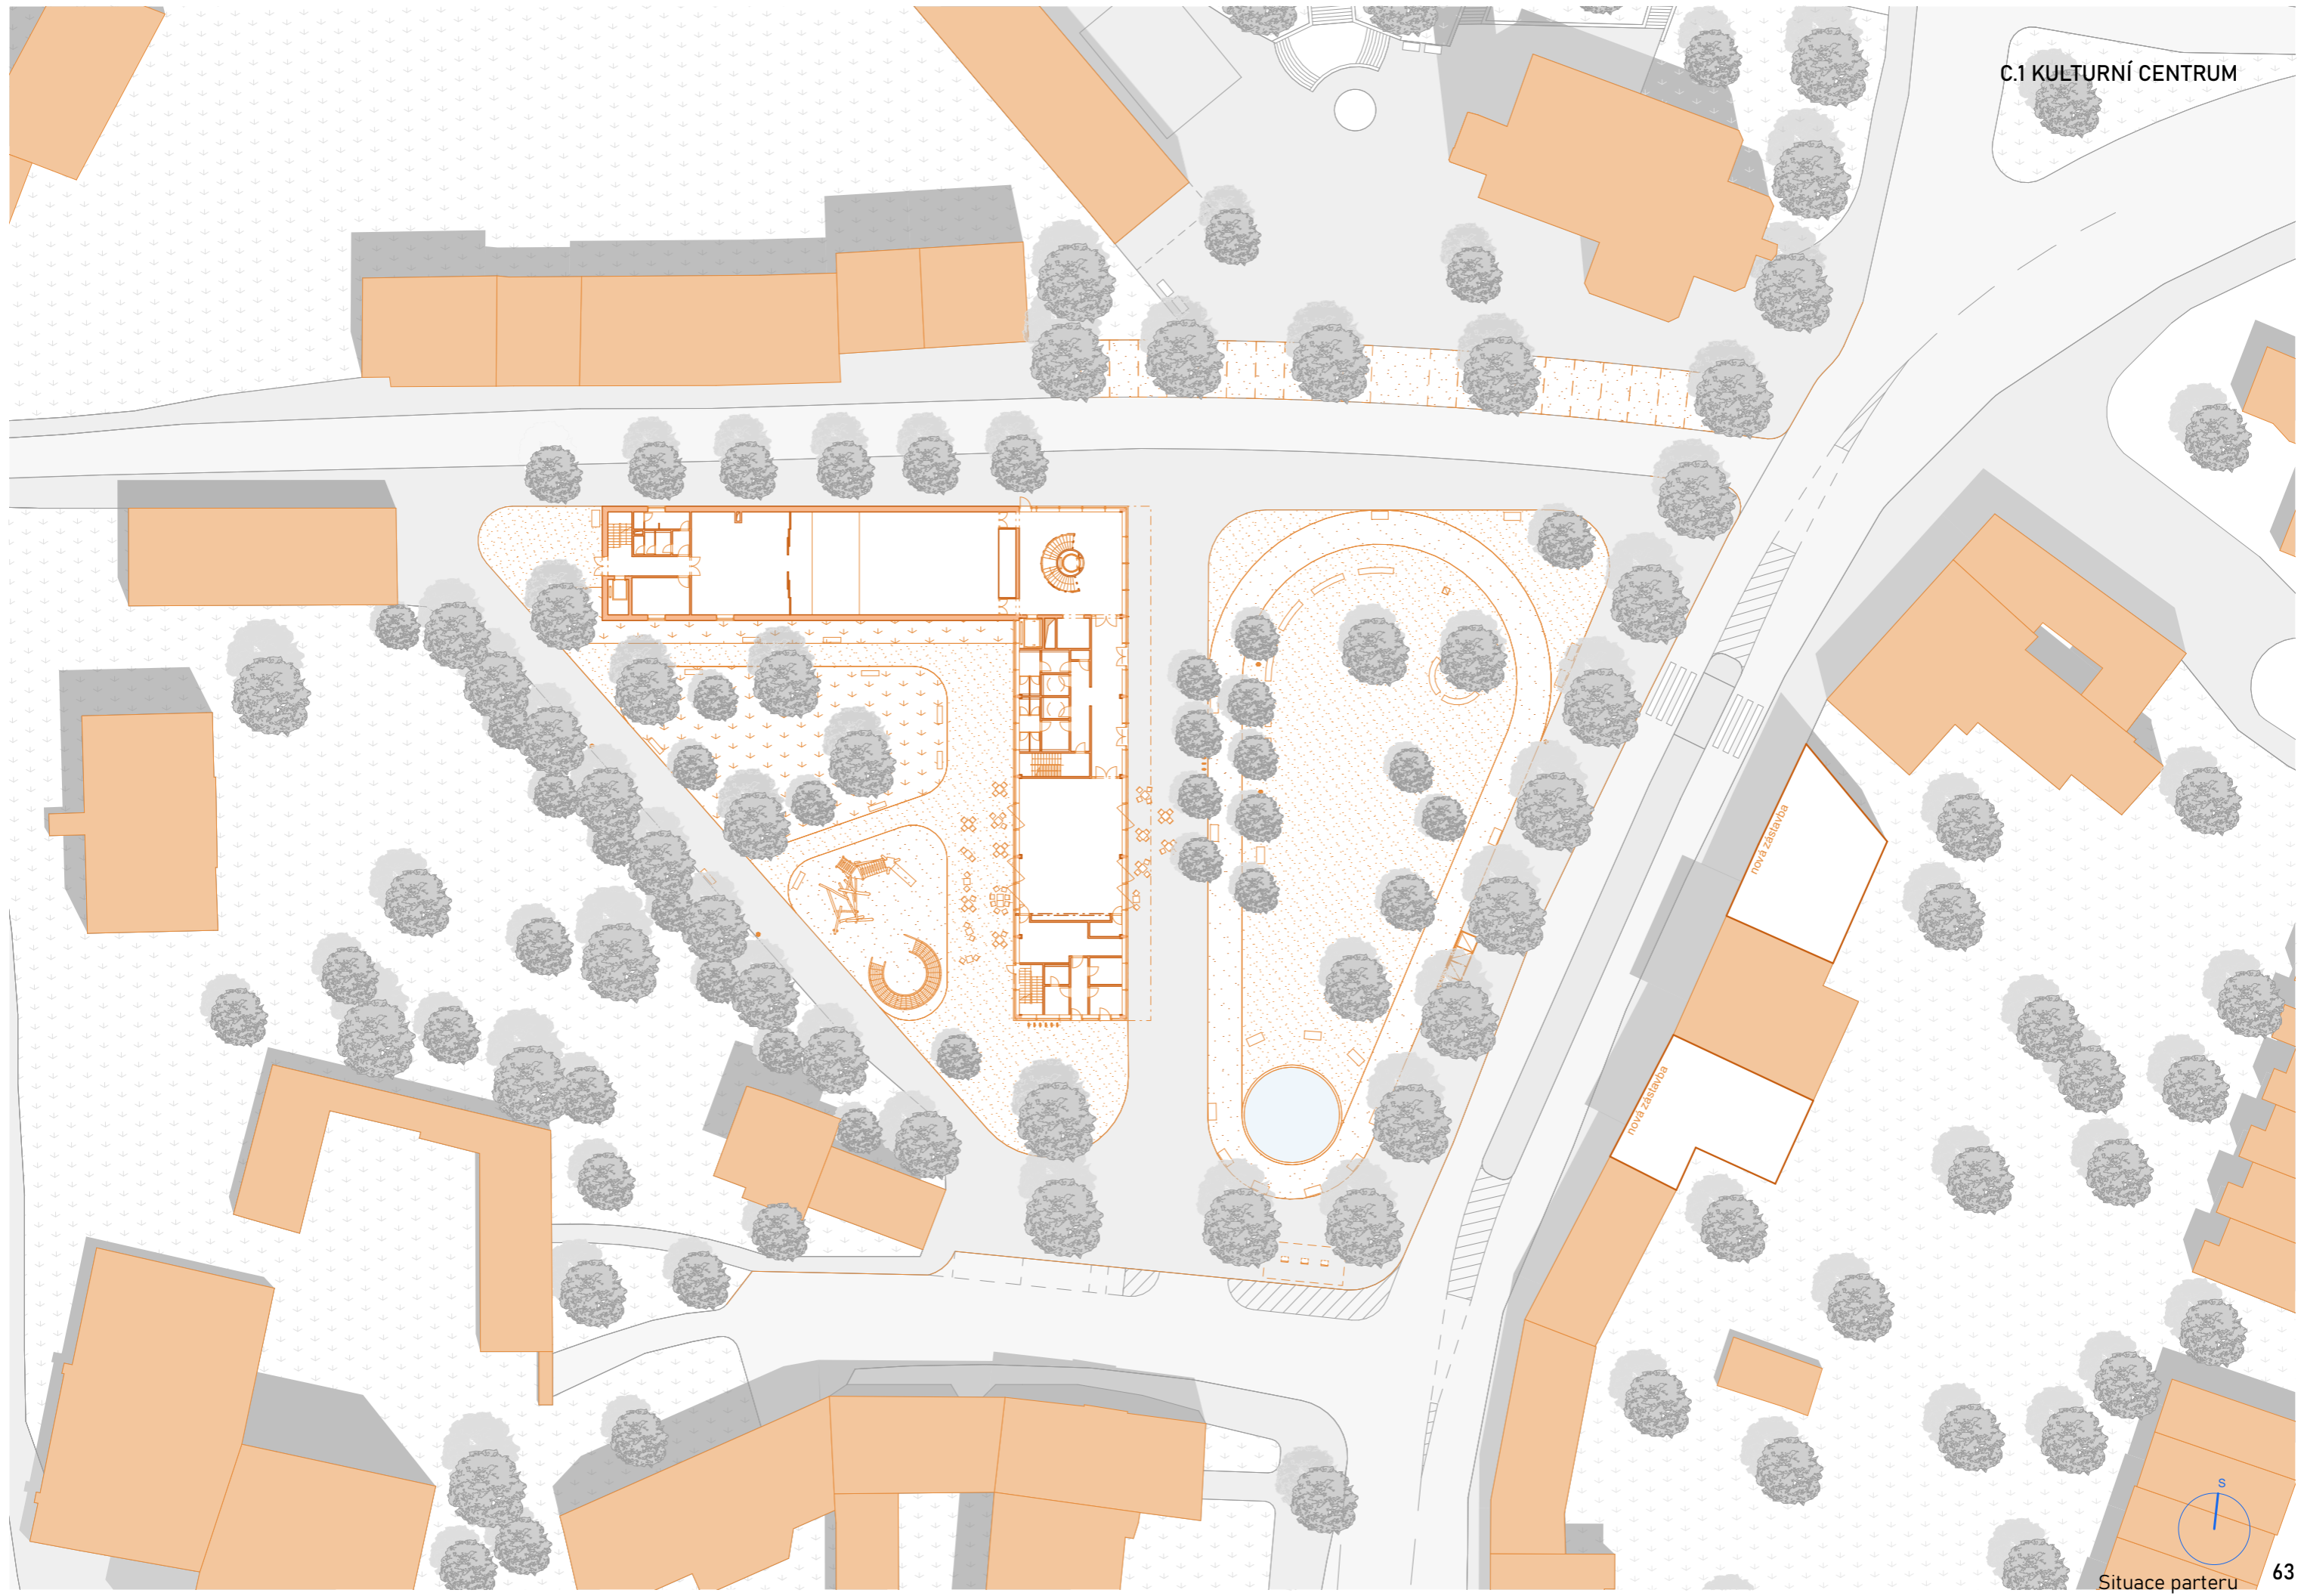 C.1 KULTURNÍ CENTRUM
nová zástavba
nová zástavba
S
63
Situace parteru